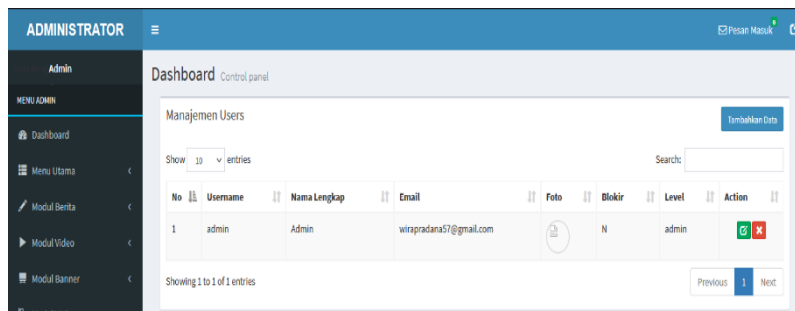 ADMINISTRATOR
Pesan Masuk 0
Admin
Dashboard Control panel
MENU ADMIN
Manajemen Users
Tambahkan Data
Dashboard
Show 10 entries
Search:
Menu Utama
No Username Nama Lengkap Email Foto Blokir Level Action
Modul Berita
1 admin Admin wirapradana57@gmail.com N admin
Modul Video
Modul Banner
Showing 1 to 1 of 1 entries
Previous 1 Next